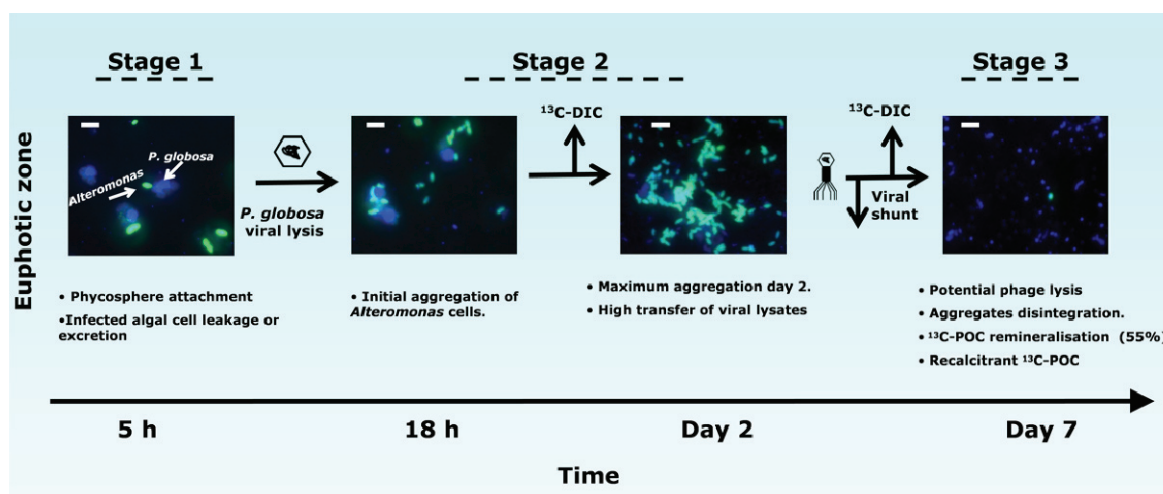 Stage 1
Stage 2
Stage 3
Euphotic zone
Alteromonas
P. globosa
P. globosa
viral lysis
¹³C-DIC
¹³C-DIC
Viral
shunt
• Phycosphere attachment
•Infected algal cell leakage or
excretion
• Initial aggregation of
Alteromonas cells.
• Maximum aggregation day 2.
• High transfer of viral lysates
• Potential phage lysis
• Aggregates disintegration.
• ¹³C-POC remineralisation (55%)
• Recalcitrant ¹³C-POC
5 h
18 h
Day 2
Day 7
Time